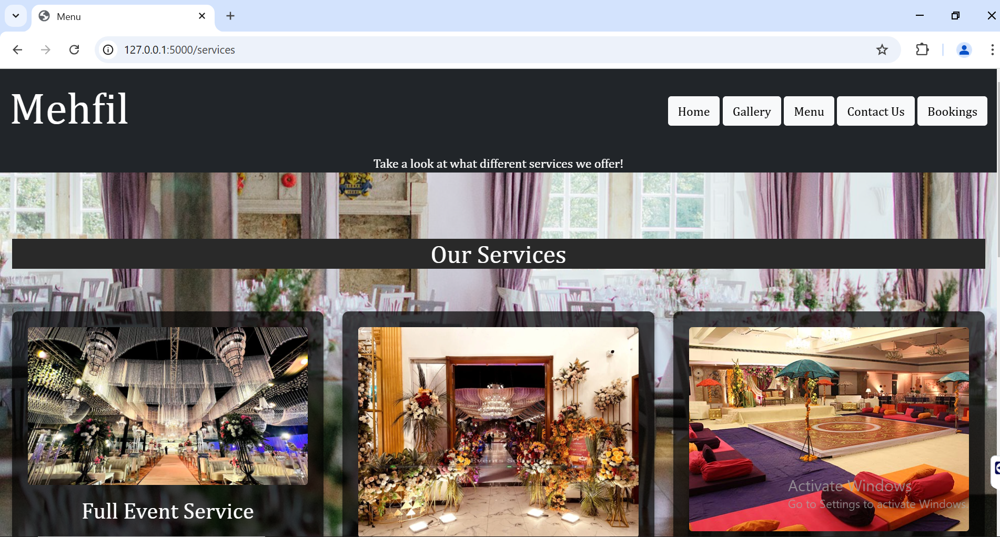 Menu
127.0.0.1:5000/services
Mehfil
Home
Gallery
Menu
Contact Us
Bookings
Take a look at what different services we offer!
Our Services
Events
Full Event Service
Activate Windows
Go to Settings to activate Windows